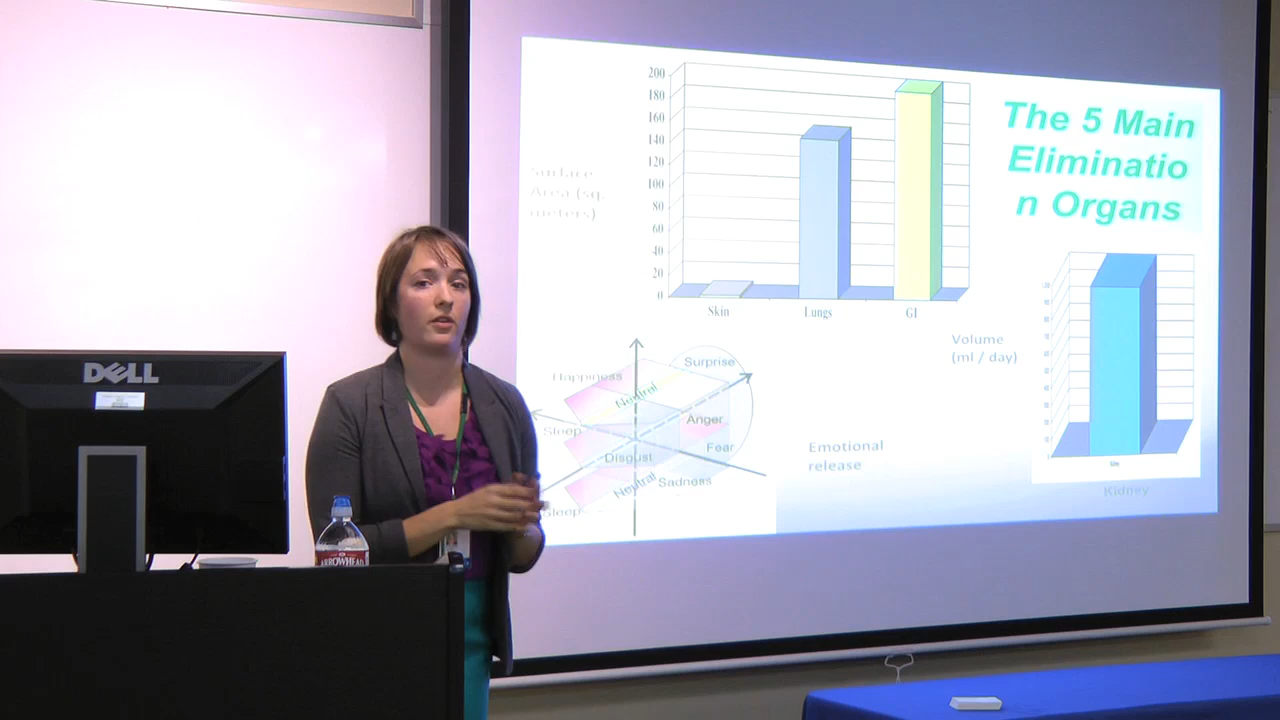 The 5 Main
Eliminatio
n Organs
Surface
Area (sq.
meters)
200
180
160
140
120
100
80
60
40
20
0
Skin
Lungs
GI
Volume
(ml / day)
Kidney
Emotional
release
Happiness
Surprise
Neutral
Sleep
Anger
Fear
Disgust
Sadness
Neutral
Sleep
DELL
ARROWHEAD